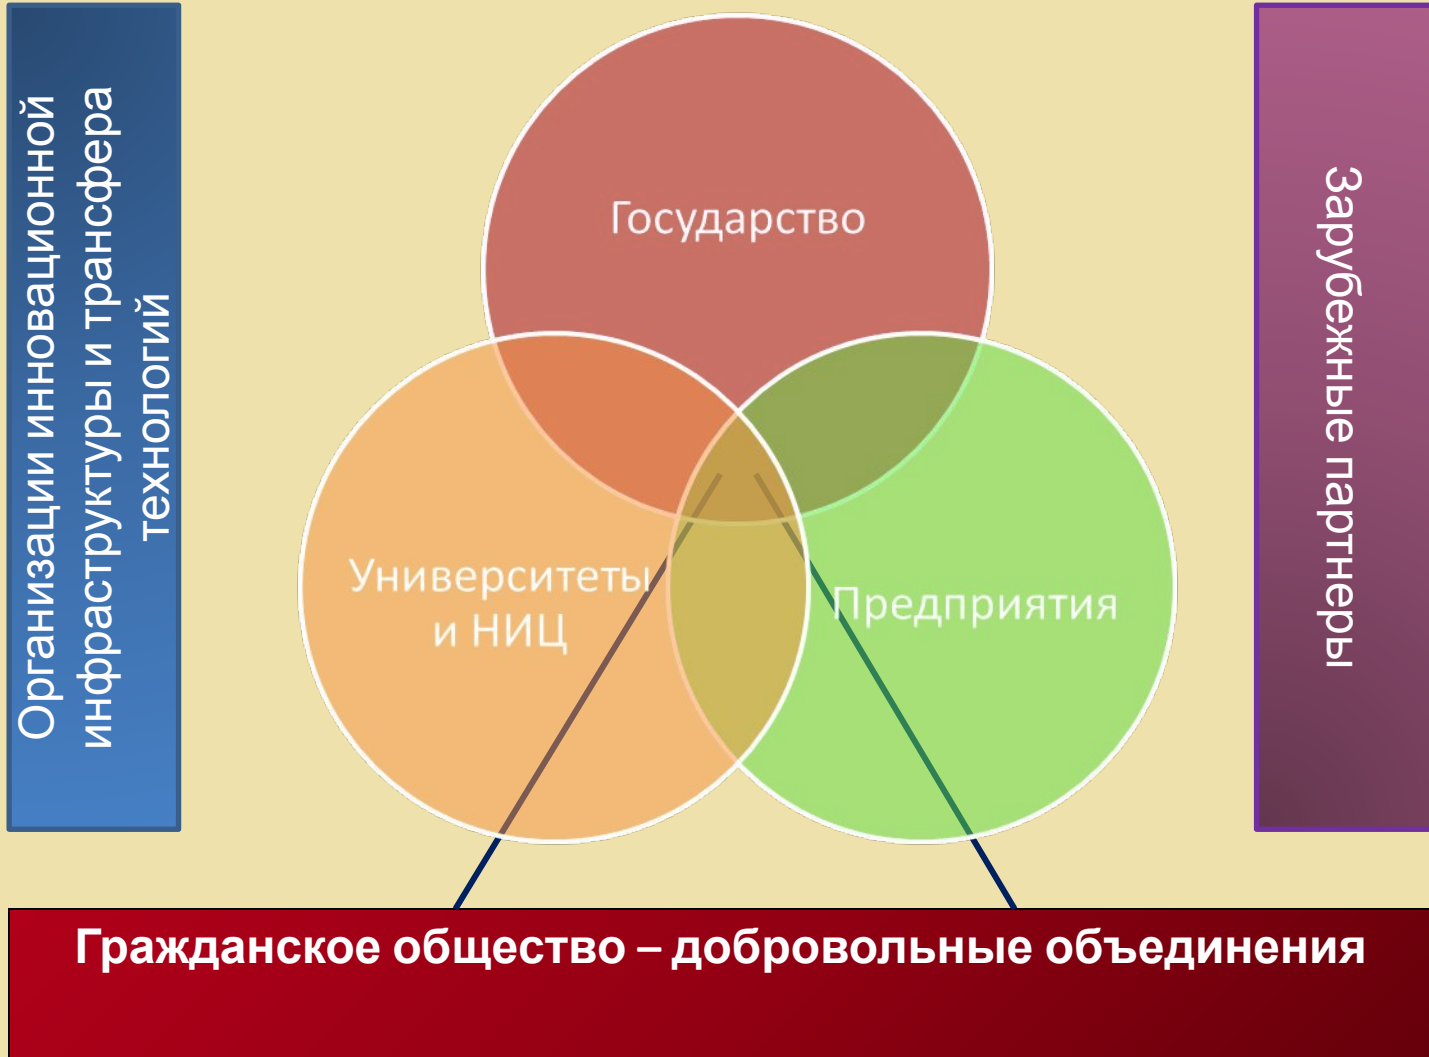 Организации инновационной
инфраструктуры и трансфера
технологий
Государство
Университеты
и НИЦ
Предприятия
Зарубежные партнеры
Гражданское общество – добровольные объединения